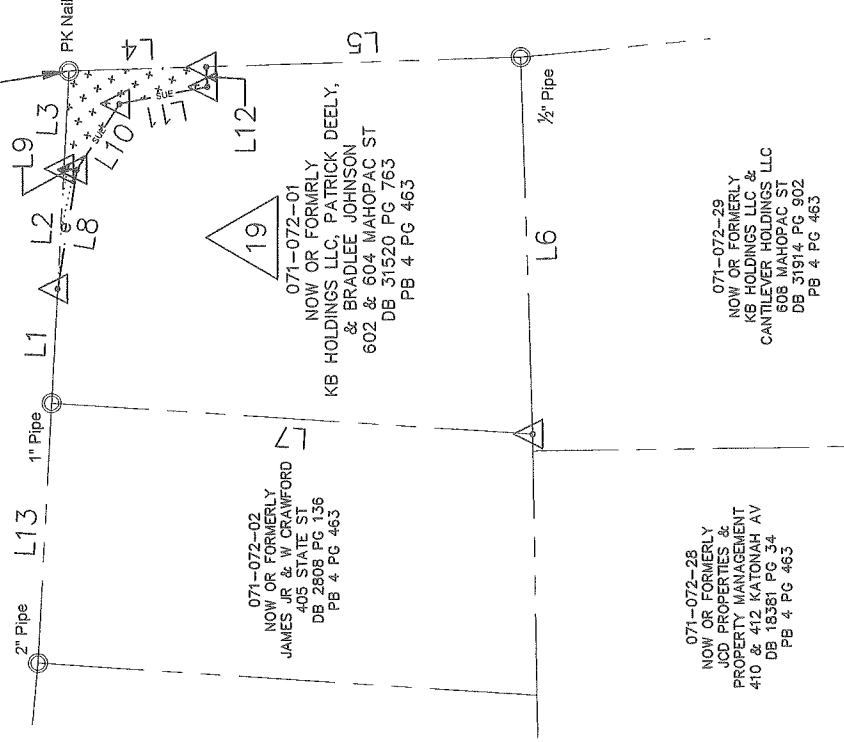 PK Nail
L4
L5
L3
L9
L2
L8
L10
SUE
L11
SUE
L12
L1
1" Pipe
L13
2" Pipe
½" Pipe
L6
L7
19
071-072-01
NOW OR FORMRLY
KB HOLDINGS LLC, PATRICK DEELY,
& BRADLEE JOHNSON
602 & 604 MAHOPAC ST
DB 31520 PG 763
PB 4 PG 463
071-072-02
NOW OR FORMERLY
JAMES JR & W CRAWFORD
405 STATE ST
DB 2808 PG 136
PB 4 PG 463
071-072-29
NOW OR FORMERLY
KB HOLDINGS LLC &
CANTILEVER HOLDINGS LLC
608 MAHOPAC ST
DB 31914 PG 902
PB 4 PG 463
071-072-28
NOW OR FORMERLY
JCD PROPERTIES &
PROPERTY MANAGEMENT
410 & 412 KATONAH AV
DB 18381 PG 34
PB 4 PG 463